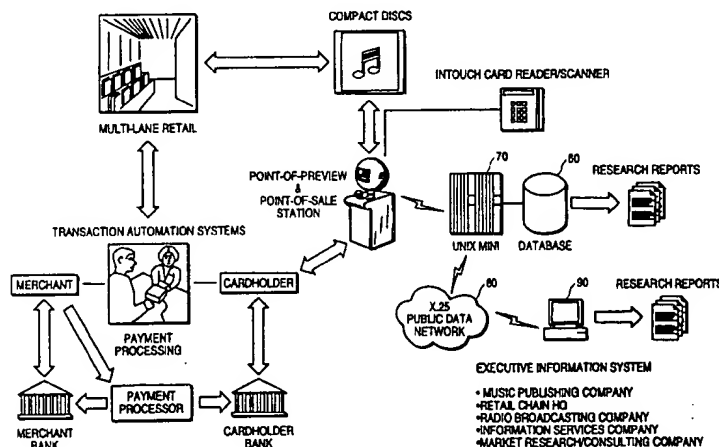 COMPACT DISCS
INTOUCH CARD READER/SCANNER
MULTI-LANE RETAIL
POINT-OF-PREVIEW
&
POINT-OF-SALE
STATION
70
60
RESEARCH REPORTS
UNIX MINI
DATABASE
TRANSACTION AUTOMATION SYSTEMS
MERCHANT
CARDHOLDER
PAYMENT
PROCESSING
80
X.25
PUBLIC DATA
NETWORK
90
RESEARCH REPORTS
PAYMENT
PROCESSOR
MERCHANT
BANK
CARDHOLDER
BANK
EXECUTIVE INFORMATION SYSTEM
• MUSIC PUBLISHING COMPANY
•RETAIL CHAIN HQ
•RADIO BROADCASTING COMPANY
•INFORMATION SERVICES COMPANY
•MARKET RESEARCH/CONSULTING COMPANY